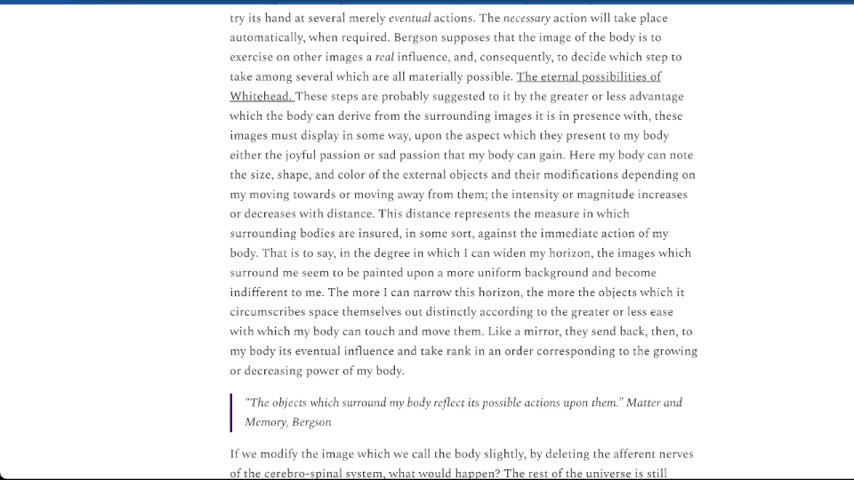 try its hand at several merely eventual actions. The necessary action will take place
automatically, when required. Bergson supposes that the image of the body is to
exercise on other images a real influence, and, consequently, to decide which step to
take among several which are all materially possible. The eternal possibilities of
Whitehead. These steps are probably suggested to it by the greater or less advantage
which the body can derive from the surrounding images it is in presence with, these
images must display in some way, upon the aspect which they present to my body
either the joyful passion or sad passion that my body can gain. Here my body can note
the size, shape, and color of the external objects and their modifications depending on
my moving towards or moving away from them; the intensity or magnitude increases
or decreases with distance. This distance represents the measure in which
surrounding bodies are insured, in some sort, against the immediate action of my
body. That is to say, in the degree in which I can widen my horizon, the images which
surround me seem to be painted upon a more uniform background and become
indifferent to me. The more I can narrow this horizon, the more the objects which it
circumscribes space themselves out distinctly according to the greater or less ease
with which my body can touch and move them. Like a mirror, they send back, then, to
my body its eventual influence and take rank in an order corresponding to the growing
or decreasing power of my body.
“The objects which surround my body reflect its possible actions upon them.” Matter and
Memory, Bergson
If we modify the image which we call the body slightly, by deleting the afferent nerves
of the cerebro-spinal system, what would happen? The rest of the universe is still